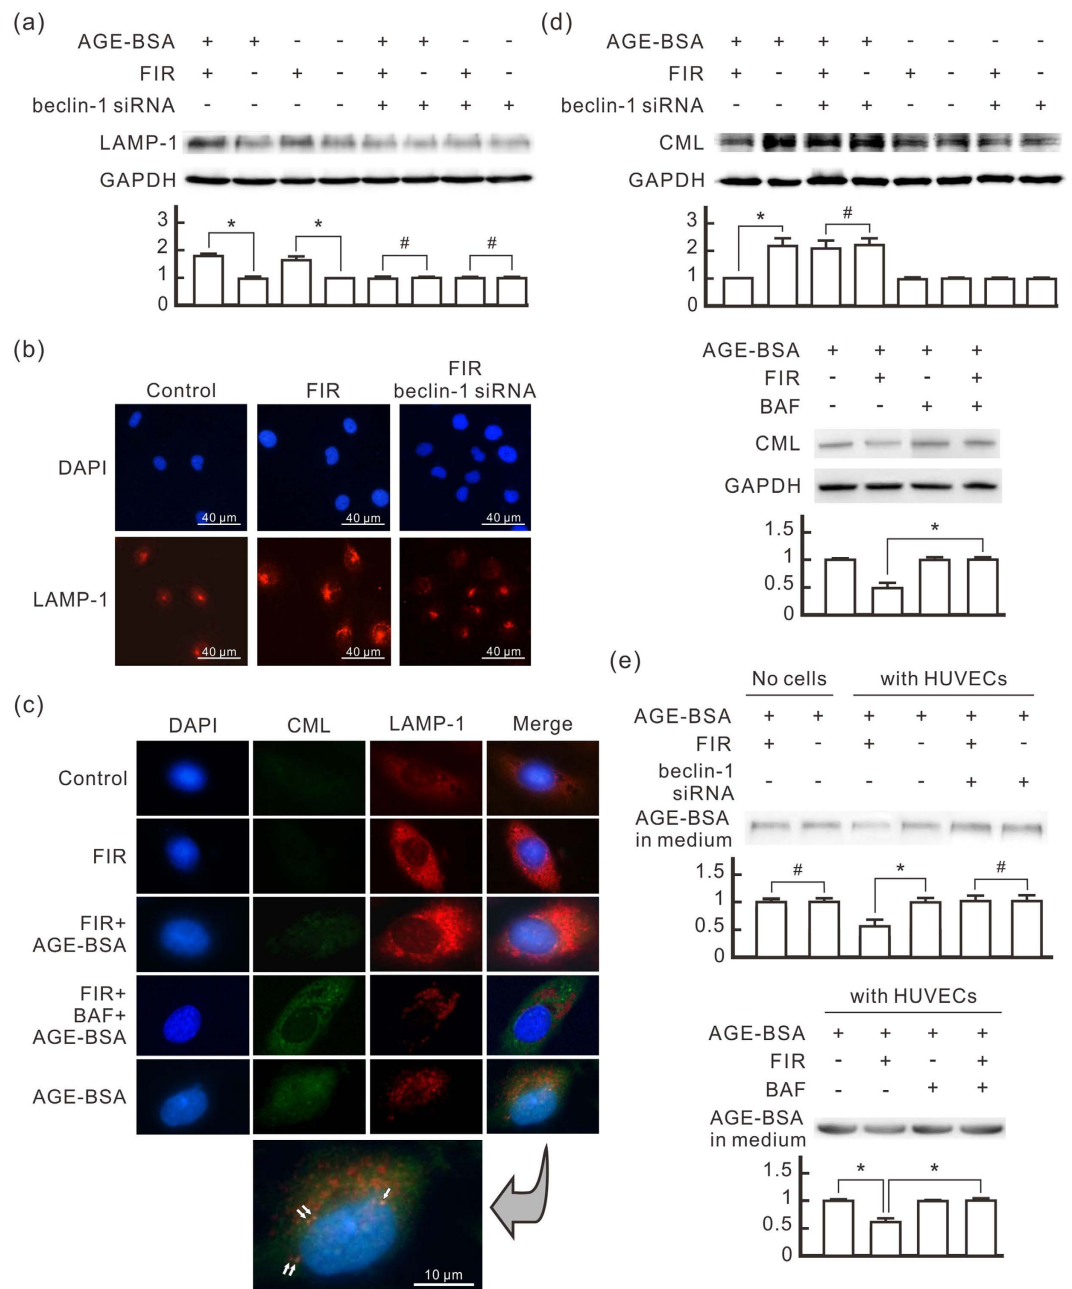 (a)
AGE-BSA + + - - + + - -
FIR + - + - + - + -
beclin-1 siRNA - - - - + + + +
LAMP-1
GAPDH
3
2
1
0
* * # #
(b)
Control FIR FIR
beclin-1 siRNA
DAPI
40 µm 40 µm 40 µm
LAMP-1
40 µm 40 µm 40 µm
(c)
DAPI CML LAMP-1 Merge
Control
FIR
FIR+
AGE-BSA
FIR+
BAF+
AGE-BSA
AGE-BSA
10 µm
(d)
AGE-BSA + + + + - - - -
FIR + - + - + - + -
beclin-1 siRNA - - + + - - + +
CML
GAPDH
3
2
1
0
* #
AGE-BSA + + + +
FIR - + - +
BAF - - + +
CML
GAPDH
1.5
1
0.5
0
*
(e)
No cells with HUVECs
AGE-BSA + + + + + +
FIR + - + - + -
beclin-1
siRNA - - - - + +
AGE-BSA
in medium
1.5
1
0.5
0
# * #
with HUVECs
AGE-BSA + + + +
FIR - + - +
BAF - - + +
AGE-BSA
in medium
1.5
1
0.5
0
* *